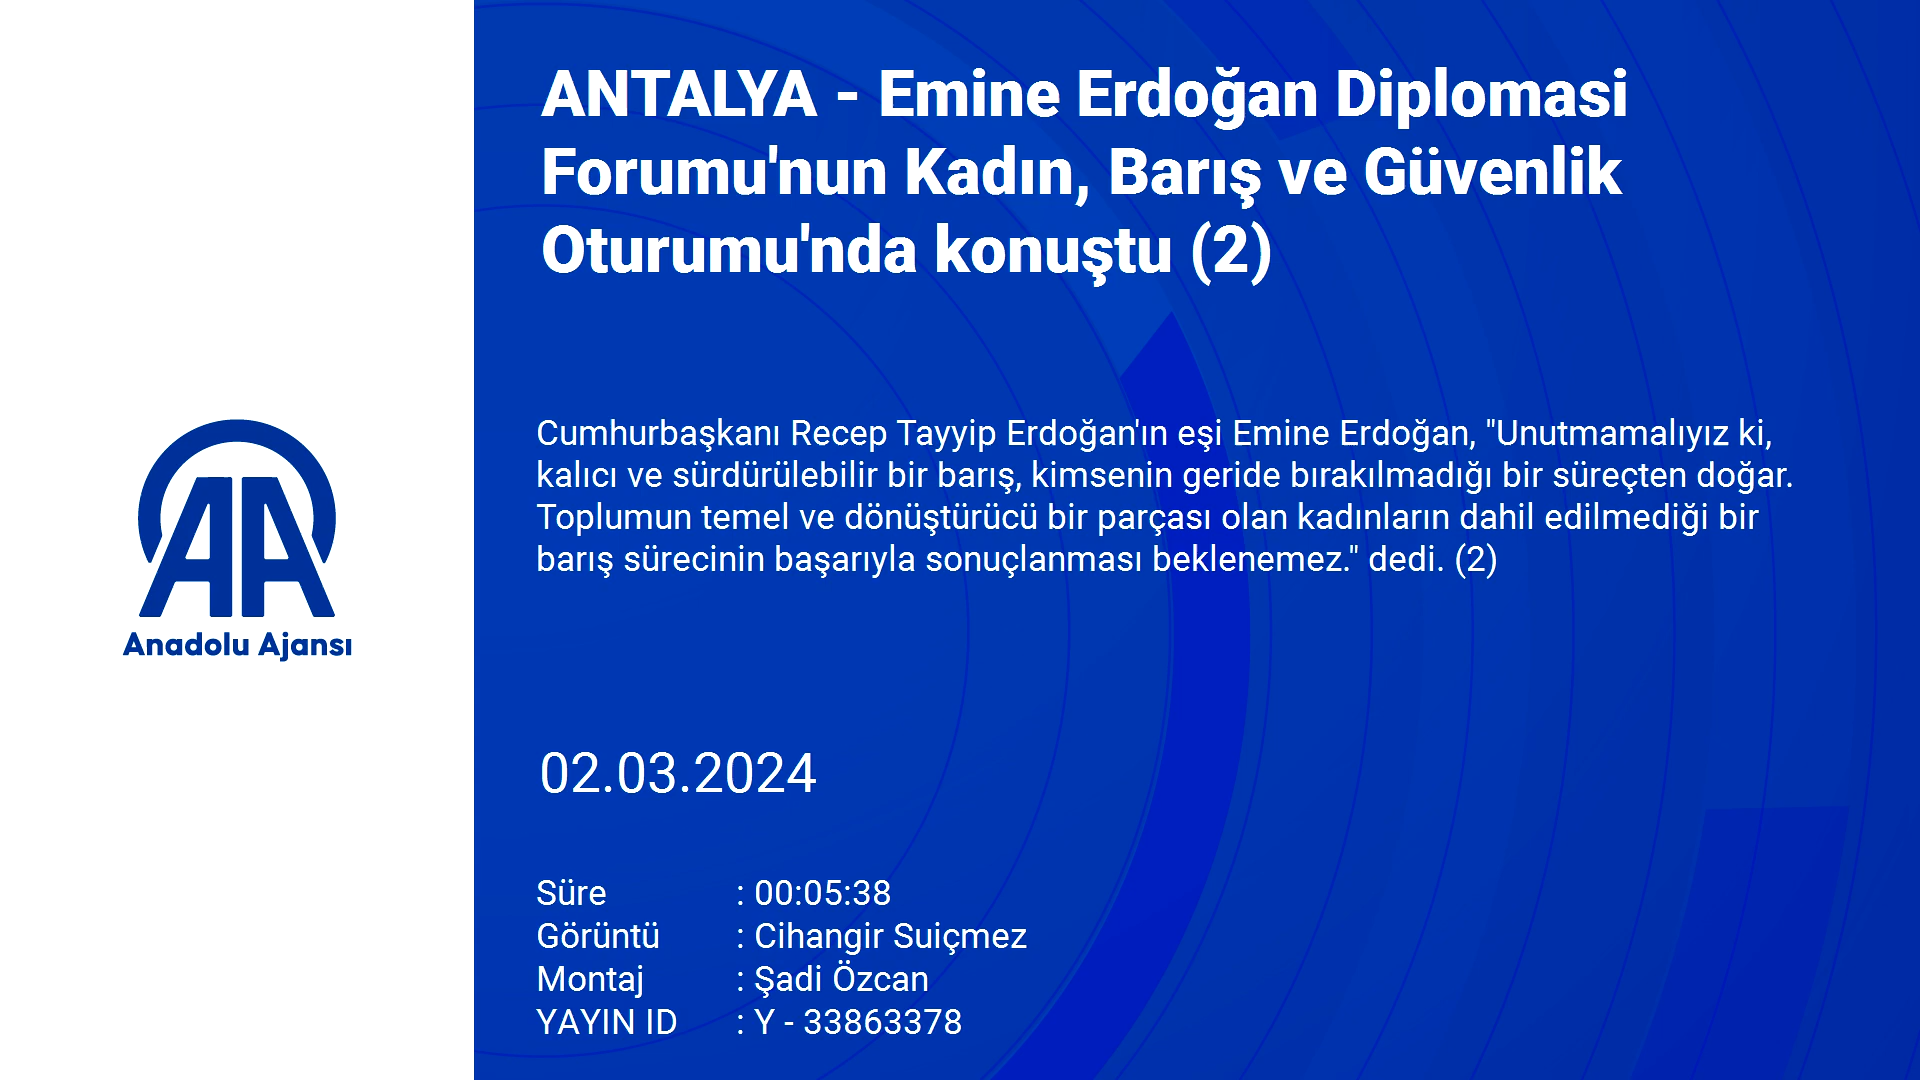 ANTALYA - Emine Erdoğan Diplomasi
Forumu'nun Kadın, Barış ve Güvenlik
Oturumu'nda konuştu (2)
Cumhurbaşkanı Recep Tayyip Erdoğan'ın eşi Emine Erdoğan, "Unutmamalıyız ki,
kalıcı ve sürdürülebilir bir barış, kimsenin geride bırakılmadığı bir süreçten doğar.
Toplumun temel ve dönüştürücü bir parçası olan kadınların dahil edilmediği bir
barış sürecinin başarıyla sonuçlanması beklenemez." dedi. (2)
AA
Anadolu Ajansı
02.03.2024
Süre : 00:05:38
Görüntü : Cihangir Suiçmez
Montaj : Şadi Özcan
YAYIN ID : Y - 33863378